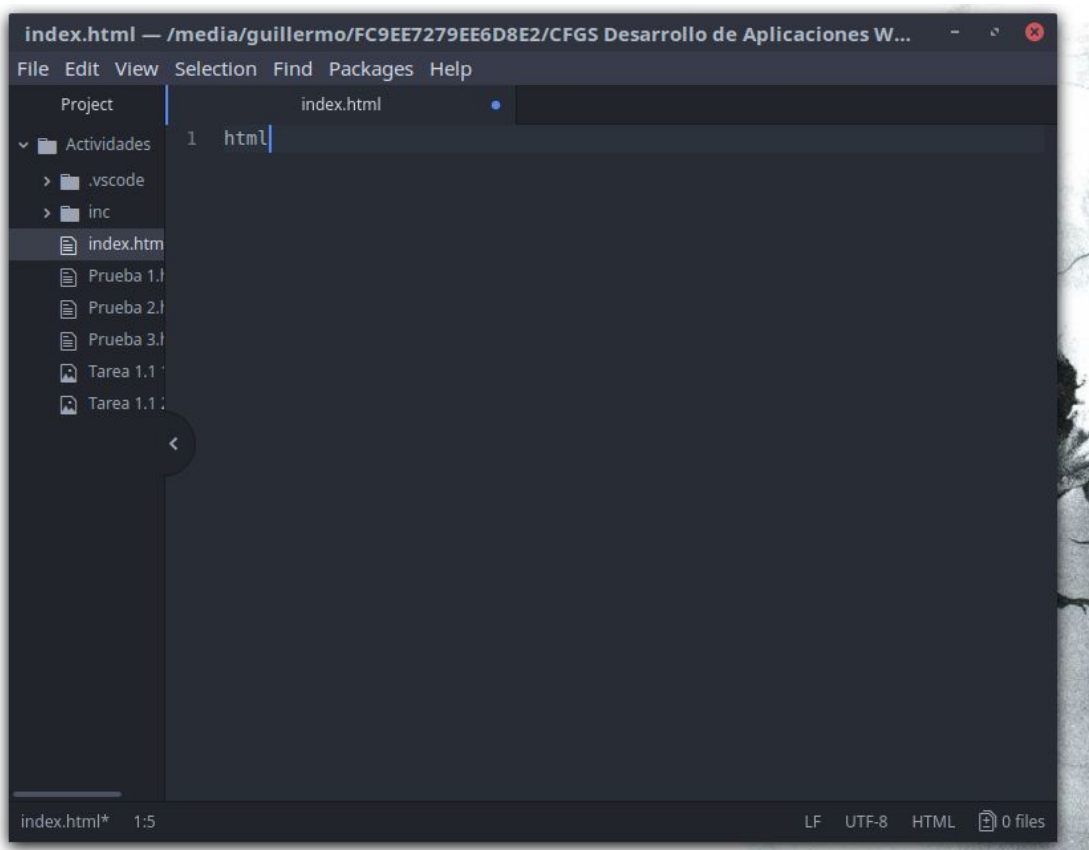 index.html — /media/guillermo/FC9EE7279EE6D8E2/CFGS Desarrollo de Aplicaciones W...
File Edit View Selection Find Packages Help
Project
index.html
Actividades
.vscode
inc
index.htm
Prueba 1.h
Prueba 2.h
Prueba 3.h
Tarea 1.1
Tarea 1.1 2
1 html
index.html* 1:5 LF UTF-8 HTML 0 files